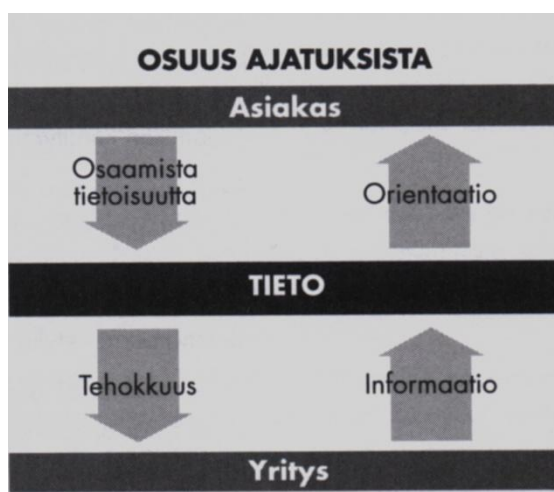 OSUUS AJATUKSISTA
Asiakas
Osaamista
tietoisuutta
Orientaatio
TIETO
Tehokkuus
Informaatio
Yritys